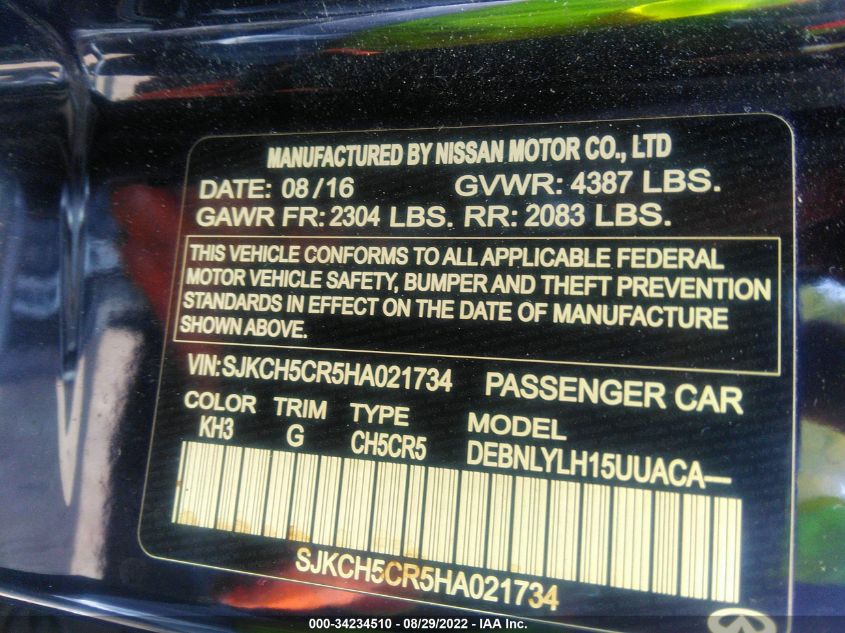 MANUFACTURED BY NISSAN MOTOR CO., LTD
DATE: 08/16 GVWR: 4387 LBS.
GAWR FR: 2304 LBS. RR: 2083 LBS.
THIS VEHICLE CONFORMS TO ALL APPLICABLE FEDERAL
MOTOR VEHICLE SAFETY, BUMPER AND THEFT PREVENTION
STANDARDS IN EFFECT ON THE DATE OF MANUFACTURE
SHOWN ABOVE.
VIN: SJKCH5CR5HA021734 PASSENGER CAR
COLOR TRIM TYPE MODEL
KH3 G CH5CR5 DEBNLYLH15UUACA—
SJKCH5CR5HA021734
000-34234510 - 08/29/2022 - IAA Inc.